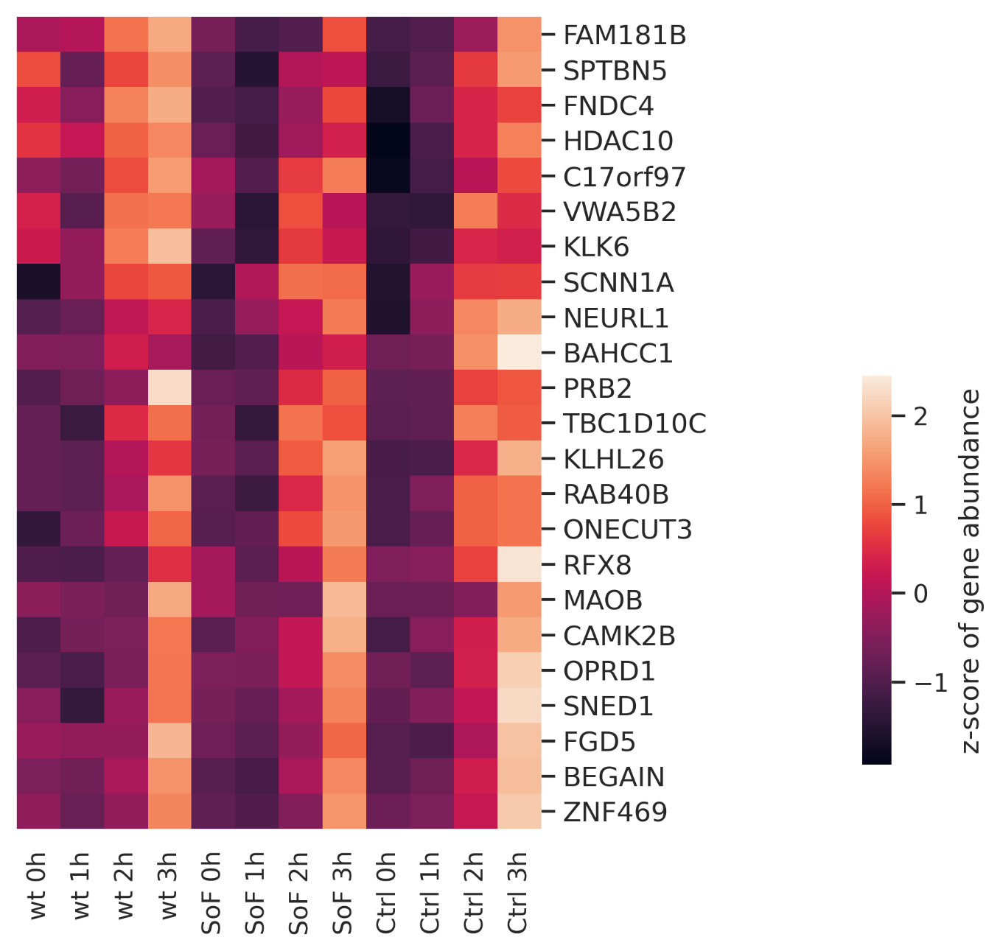 FAM181B
SPTBN5
FNDC4
HDAC10
C17orf97
VWA5B2
KLK6
SCNN1A
NEURL1
BAHCC1
PRB2
TBC1D10C
KLHL26
RAB40B
ONECUT3
RFX8
MAOB
CAMK2B
OPRD1
SNED1
FGD5
BEGAIN
ZNF469
wt 0h
wt 1h
wt 2h
wt 3h
SoF 0h
SoF 1h
SoF 2h
SoF 3h
Ctrl 0h
Ctrl 1h
Ctrl 2h
Ctrl 3h
2
1
0
−1
z-score of gene abundance